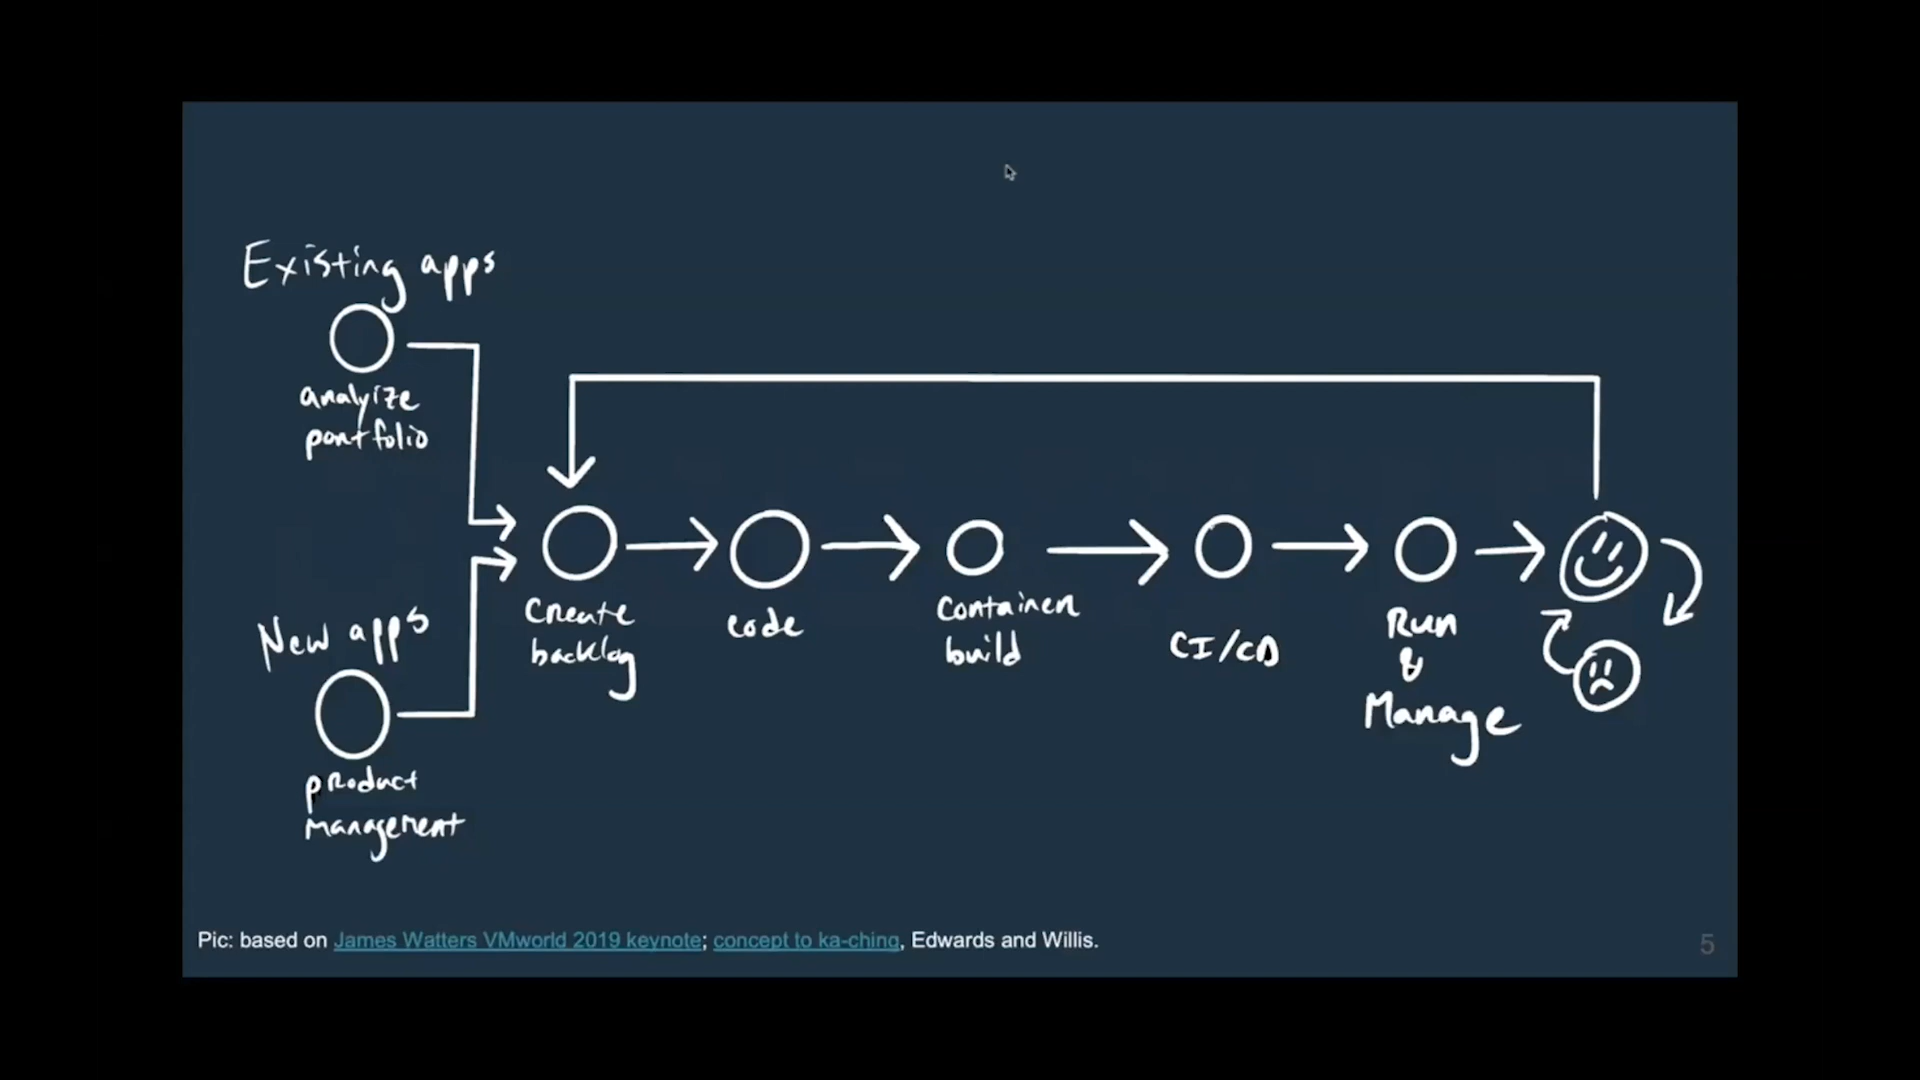 Existing apps
analyize
portfolio
New apps
product
management
create
backlog
code
container
build
CI/CD
Run
&
Manage
Pic: based on James Watters VMworld 2019 keynote; concept to ka-ching, Edwards and Willis.
5